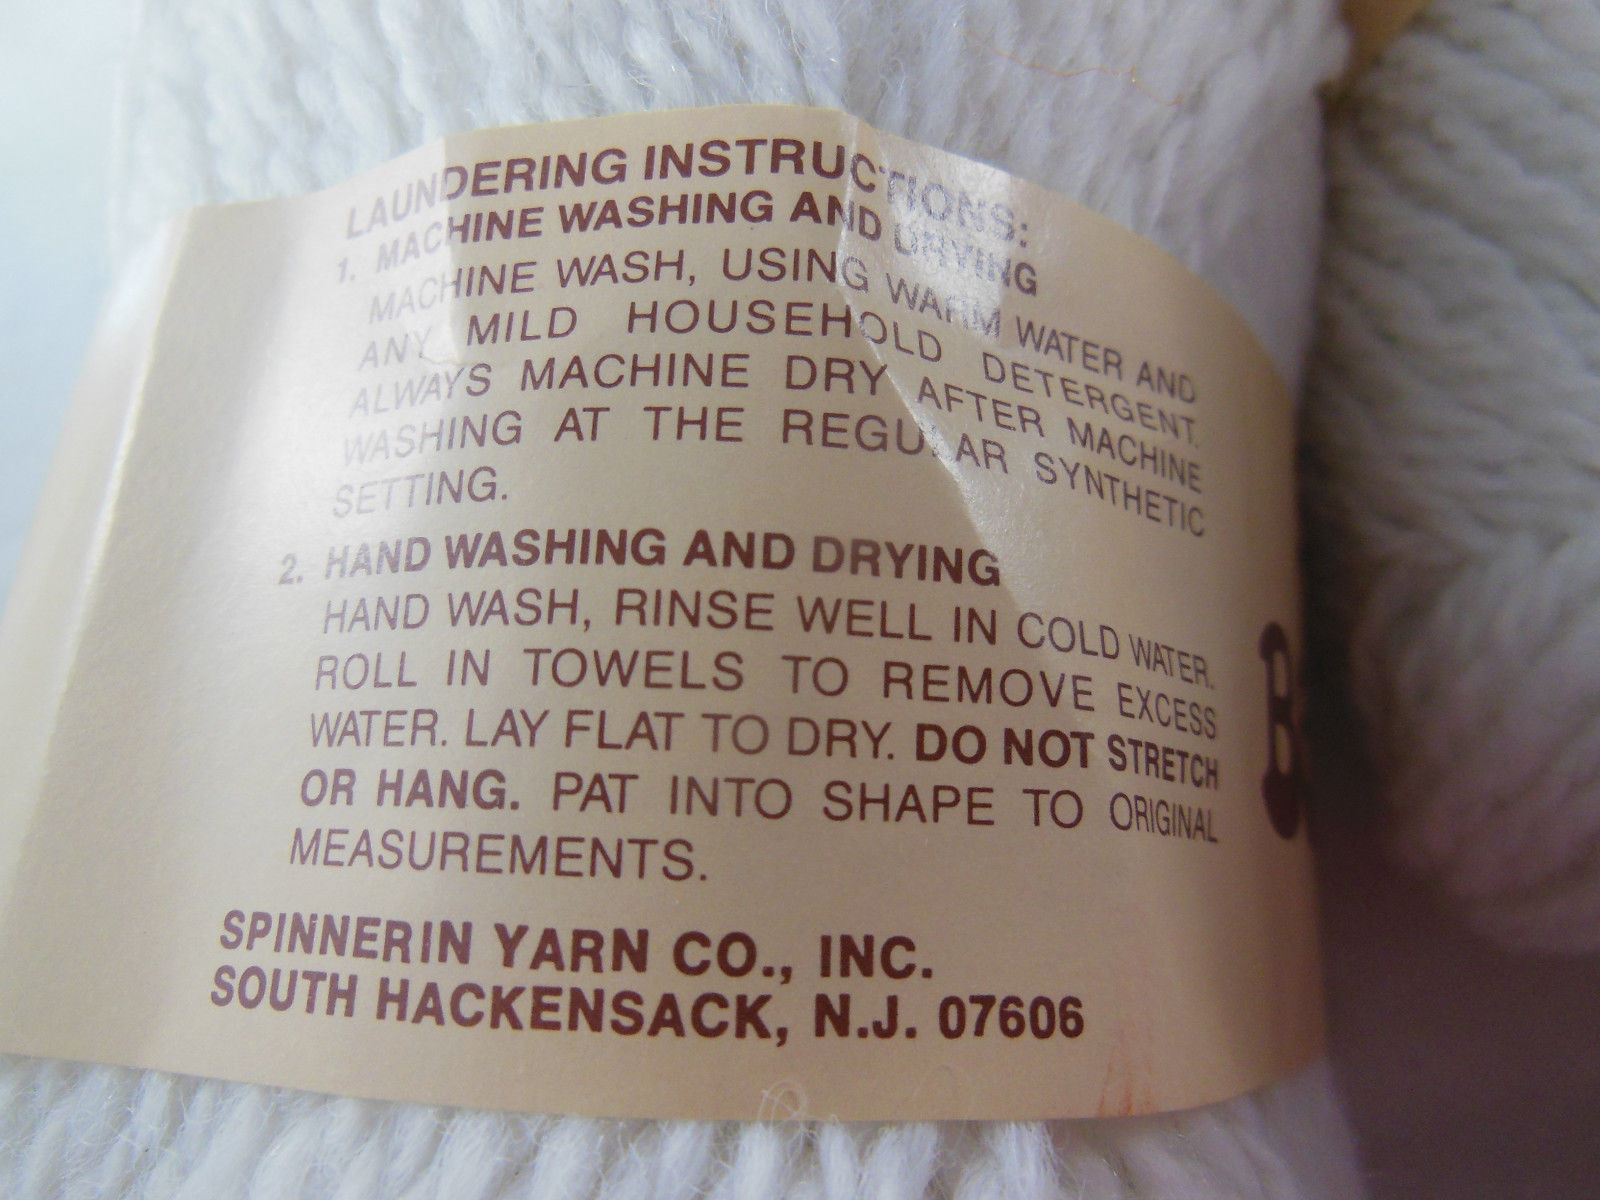 LAUNDERING INSTRUCTIONS:
1. MACHINE WASHING AND DRYING
MACHINE WASH, USING WARM WATER AND
ANY MILD HOUSEHOLD DETERGENT.
ALWAYS MACHINE DRY AFTER MACHINE
WASHING AT THE REGULAR SYNTHETIC
SETTING.
2. HAND WASHING AND DRYING
HAND WASH, RINSE WELL IN COLD WATER.
ROLL IN TOWELS TO REMOVE EXCESS
WATER. LAY FLAT TO DRY. DO NOT STRETCH
OR HANG. PAT INTO SHAPE TO ORIGINAL
MEASUREMENTS.
SPINNERIN YARN CO., INC.
SOUTH HACKENSACK, N.J. 07606